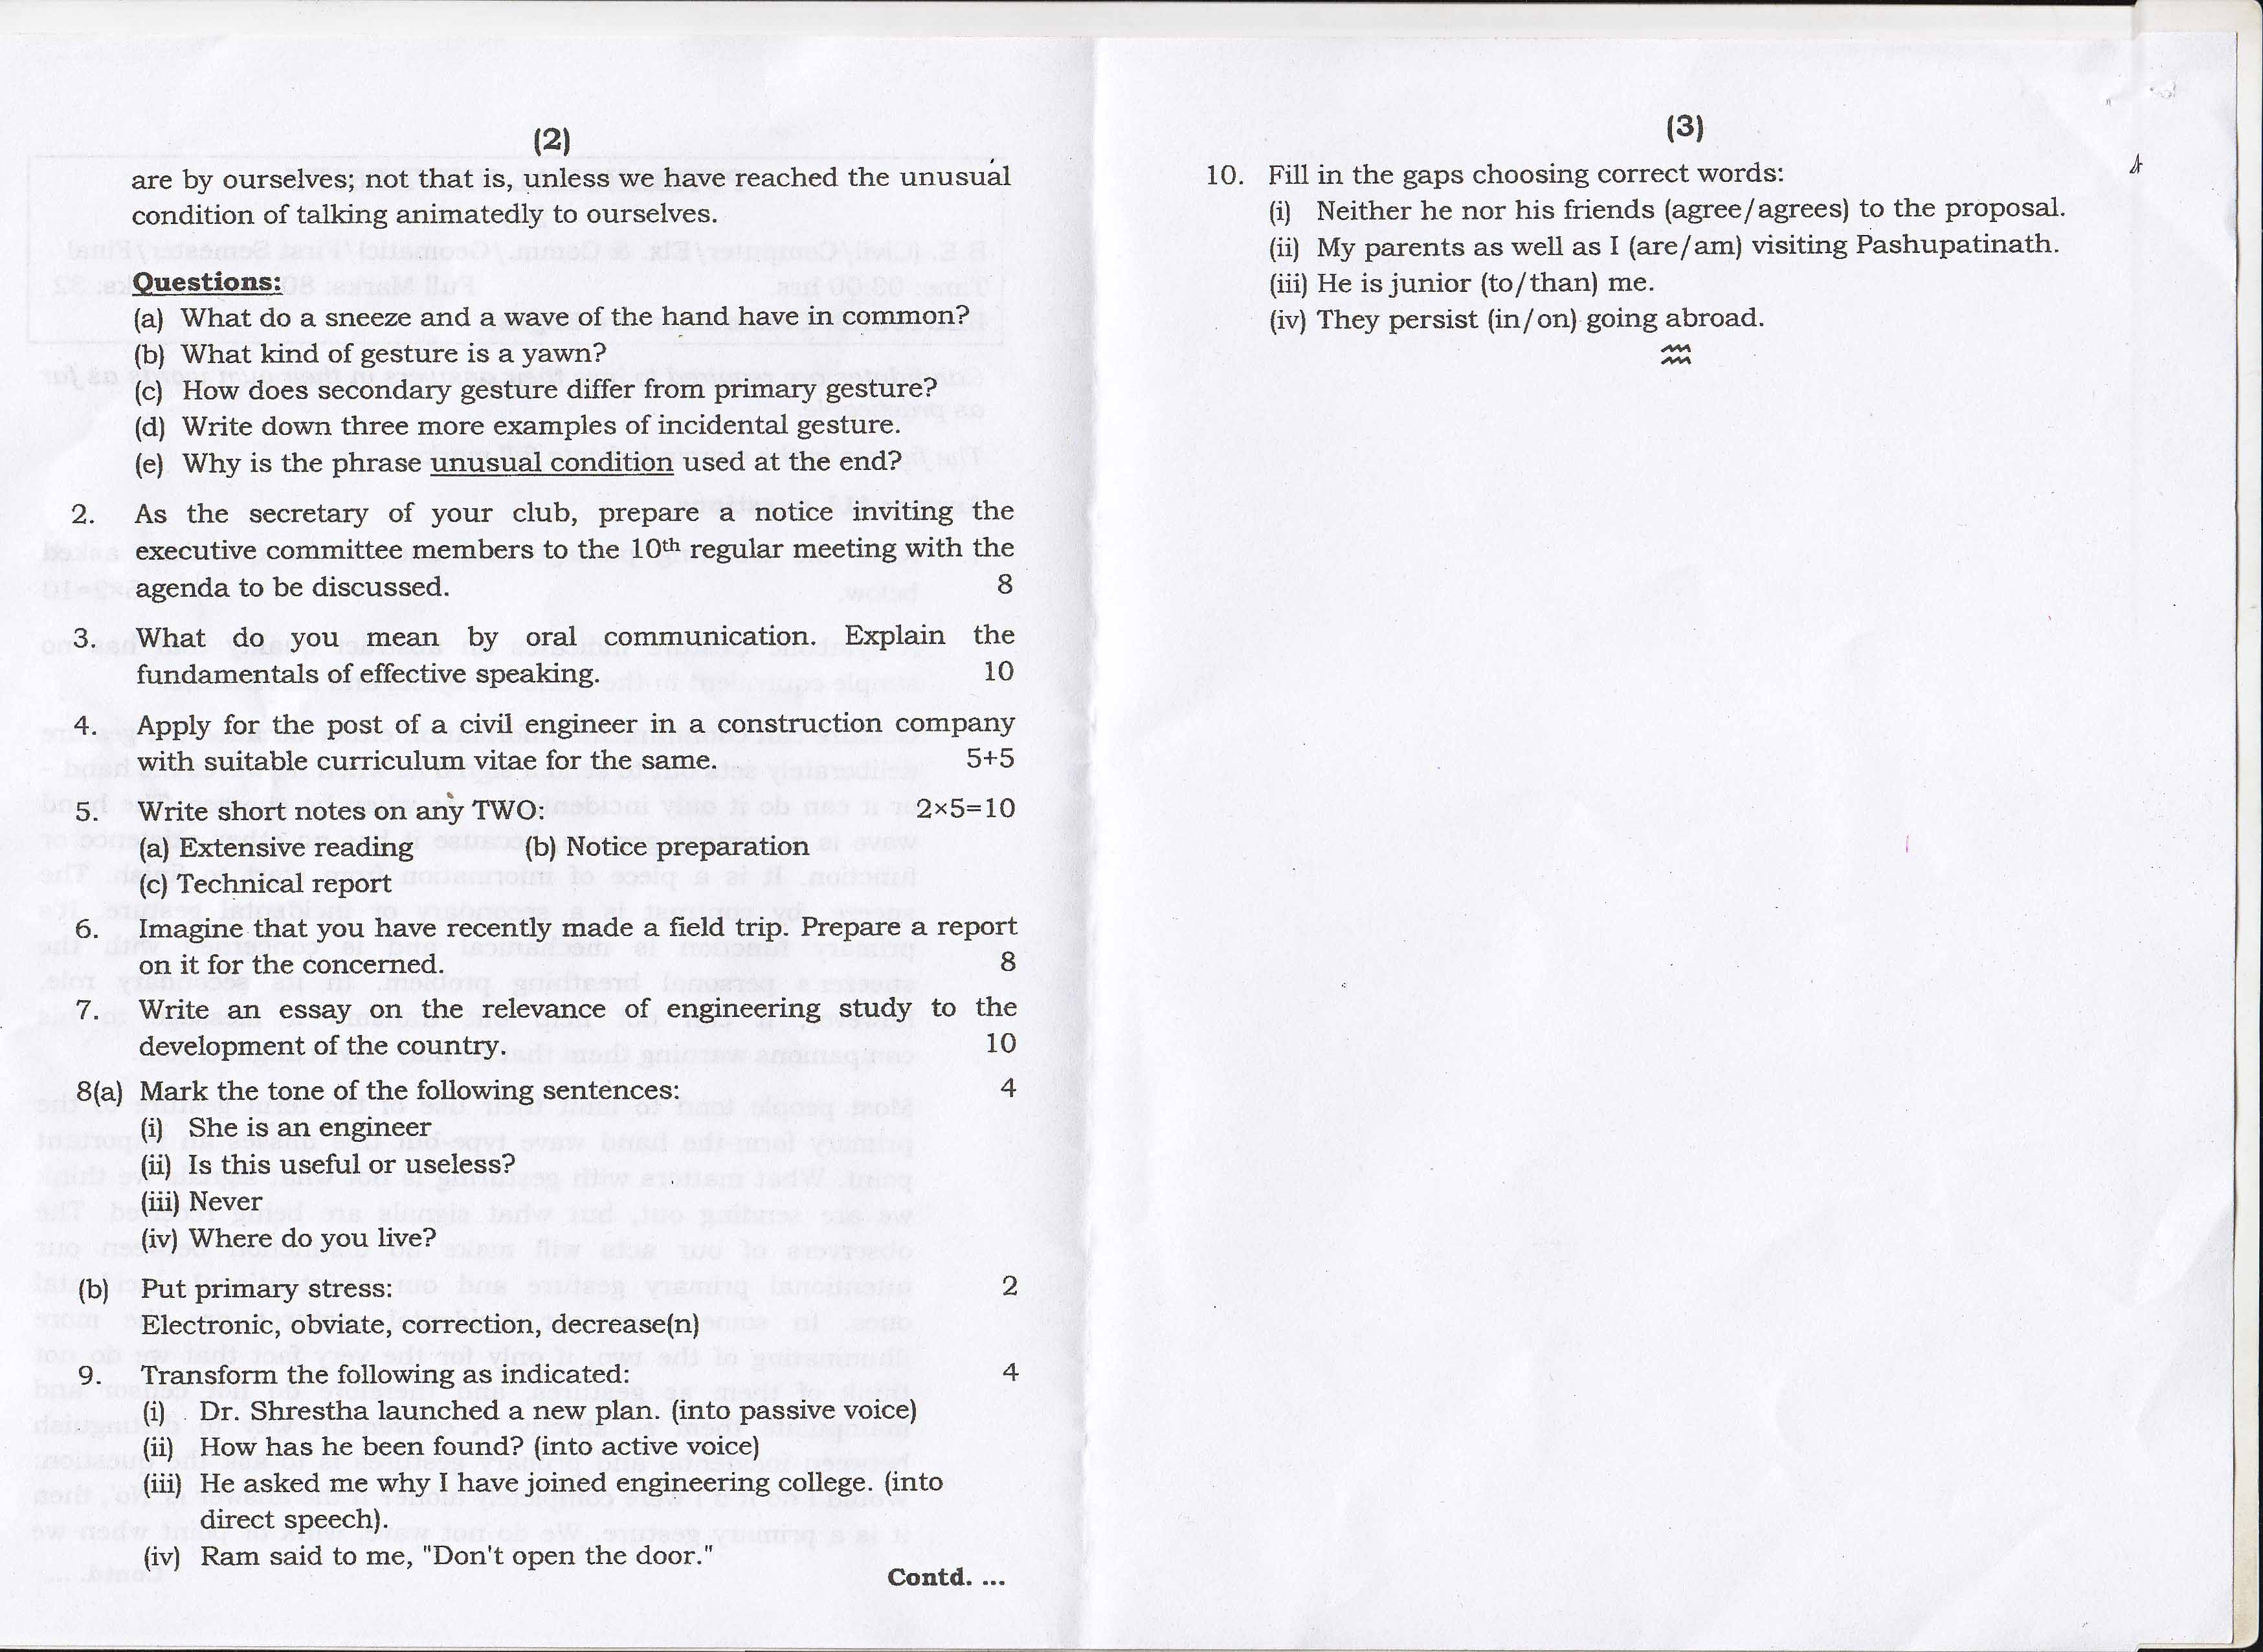 (2)
are by ourselves; not that is, unless we have reached the unusual
condition of talking animatedly to ourselves.
Questions:
(a) What do a sneeze and a wave of the hand have in common?
(b) What kind of gesture is a yawn?
(c) How does secondary gesture differ from primary gesture?
(d) Write down three more examples of incidental gesture.
(e) Why is the phrase unusual condition used at the end?
2. As the secretary of your club, prepare a notice inviting the
executive committee members to the 10th regular meeting with the
agenda to be discussed. 8
3. What do you mean by oral communication. Explain the
fundamentals of effective speaking. 10
4. Apply for the post of a civil engineer in a construction company
with suitable curriculum vitae for the same. 5+5
5. Write short notes on any TWO: 2×5=10
(a) Extensive reading (b) Notice preparation
(c) Technical report
6. Imagine that you have recently made a field trip. Prepare a report
on it for the concerned. 8
7. Write an essay on the relevance of engineering study to the
development of the country. 10
8(a) Mark the tone of the following sentences: 4
(i) She is an engineer
(ii) Is this useful or useless?
(iii) Never
(iv) Where do you live?
(b) Put primary stress: 2
Electronic, obviate, correction, decrease(n)
9. Transform the following as indicated: 4
(i) Dr. Shrestha launched a new plan. (into passive voice)
(ii) How has he been found? (into active voice)
(iii) He asked me why I have joined engineering college. (into
direct speech).
(iv) Ram said to me, "Don't open the door."
Contd. ...
(3)
10. Fill in the gaps choosing correct words:
(i) Neither he nor his friends (agree/agrees) to the proposal.
(ii) My parents as well as I (are/am) visiting Pashupatinath.
(iii) He is junior (to/than) me.
(iv) They persist (in/on) going abroad.